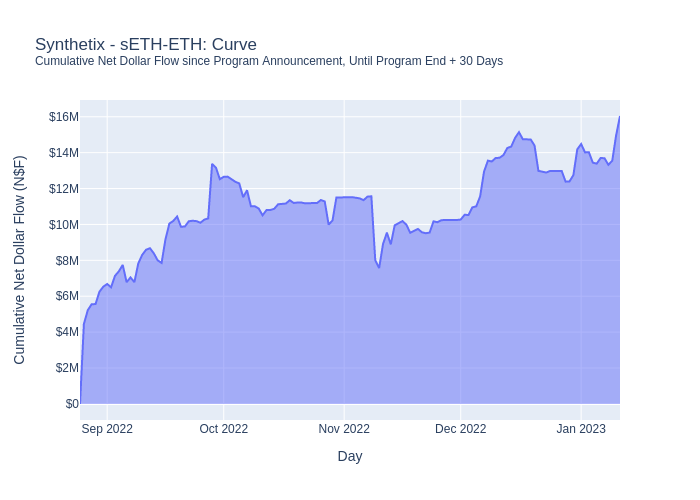 Synthetix - sETH-ETH: Curve
Cumulative Net Dollar Flow since Program Announcement, Until Program End + 30 Days
Cumulative Net Dollar Flow (N$F)
$16M
$14M
$12M
$10M
$8M
$6M
$4M
$2M
$0
Sep 2022
Oct 2022
Nov 2022
Dec 2022
Jan 2023
Day